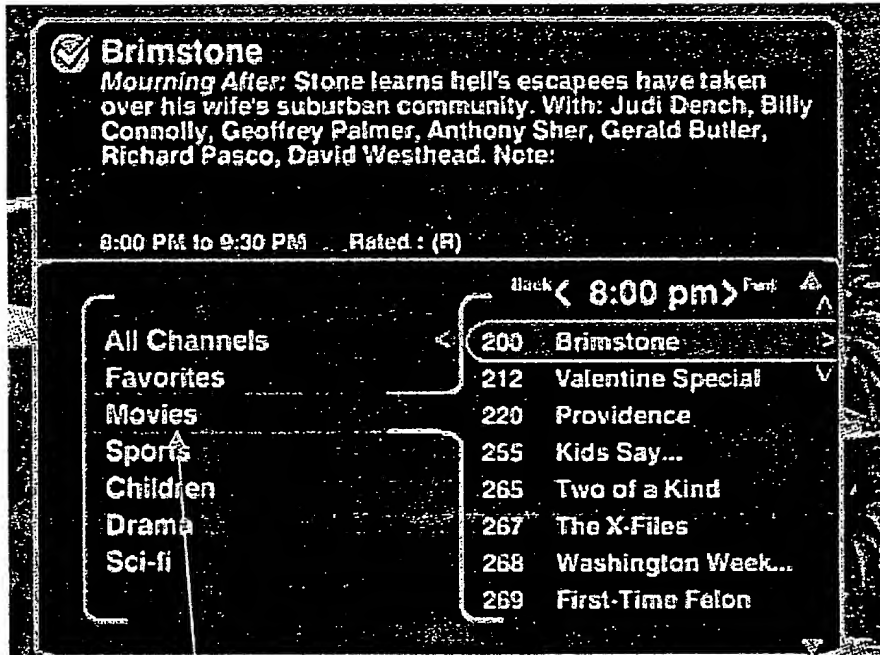 Brimstone
Mourning After: Stone learns hell's escapees have taken
over his wife's suburban community. With: Judi Dench, Billy
Connolly, Geoffrey Palmer, Anthony Sher, Gerald Butler,
Richard Pasco, David Westhead. Note:
8:00 PM to 9:30 PM Rated : (R)
Back < 8:00 pm > Fwd
All Channels < 200 Brimstone >
Favorites 212 Valentine Special
Movies 220 Providence
Sports 255 Kids Say...
Children 265 Two of a Kind
Drama 267 The X-Files
Sci-fi 268 Washington Week...
269 First-Time Felon